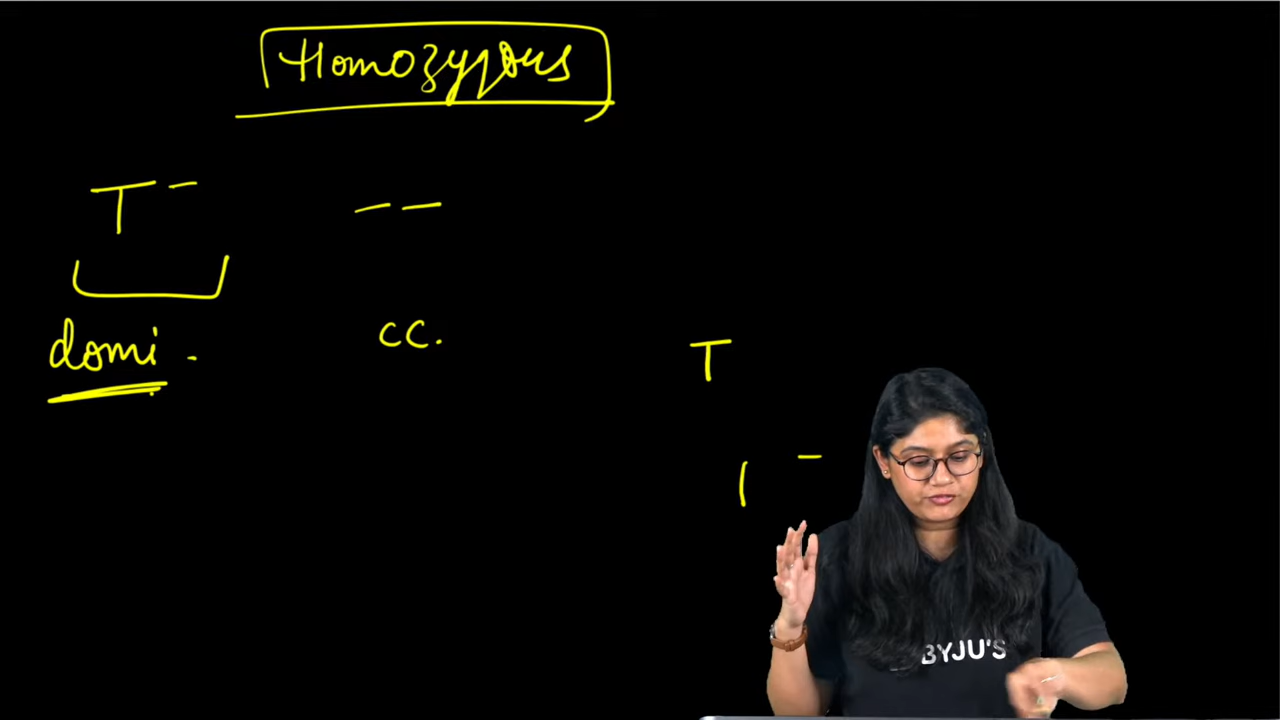 Homozygous
T –
– –
domi .
cc.
T
BYJU'S